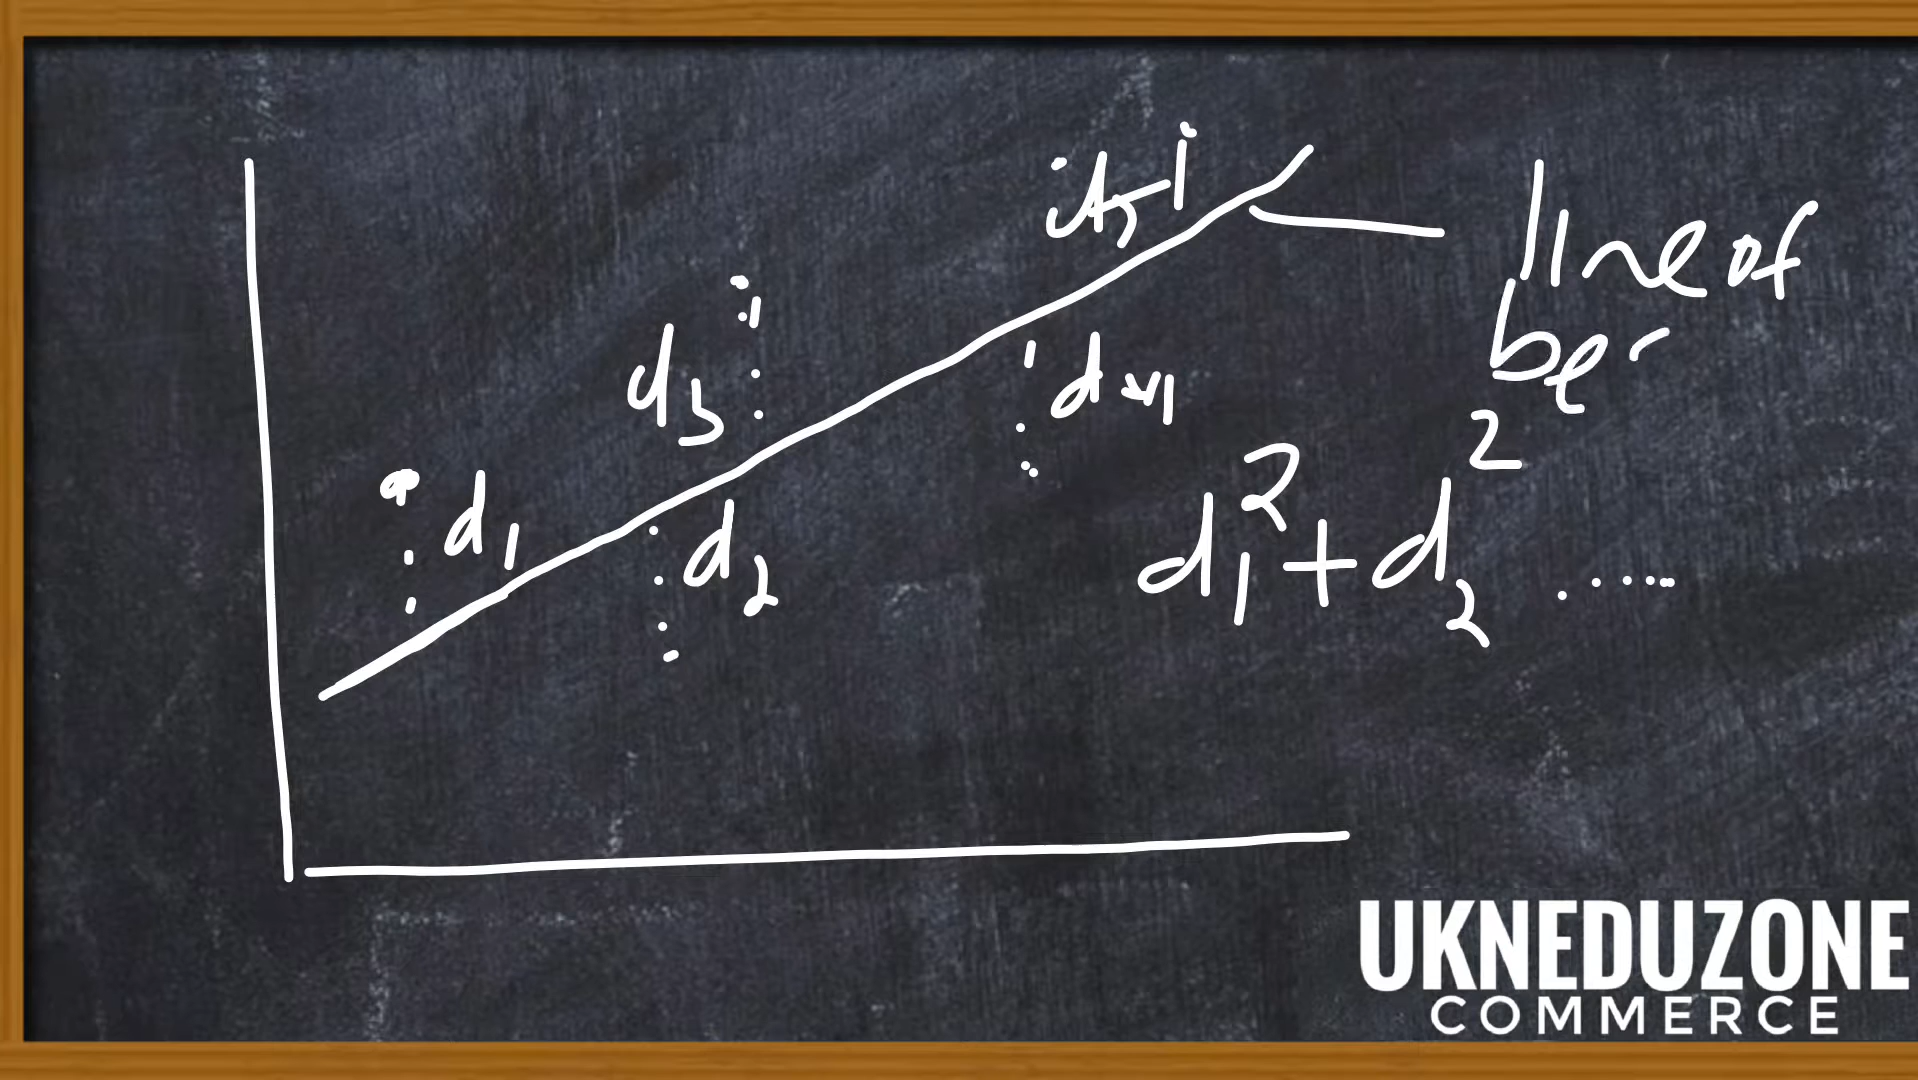 line of
be
d3
d1
d2
d1² + d2² .....
UKNEDUZONE
COMMERCE